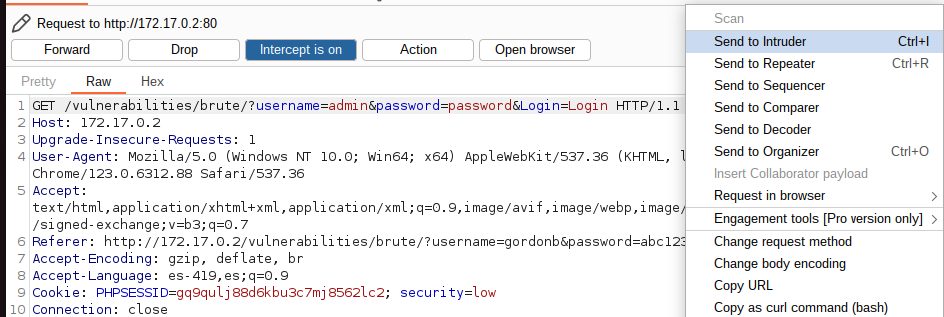 Request to http://172.17.0.2:80
Forward Drop Intercept is on Action Open browser
Pretty Raw Hex
1 GET /vulnerabilities/brute/?username=admin&password=password&Login=Login HTTP/1.1
2 Host: 172.17.0.2
3 Upgrade-Insecure-Requests: 1
4 User-Agent: Mozilla/5.0 (Windows NT 10.0; Win64; x64) AppleWebKit/537.36 (KHTML, l
Chrome/123.0.6312.88 Safari/537.36
5 Accept:
text/html,application/xhtml+xml,application/xml;q=0.9,image/avif,image/webp,image/
/signed-exchange;v=b3;q=0.7
6 Referer: http://172.17.0.2/vulnerabilities/brute/?username=gordonb&password=abc123
7 Accept-Encoding: gzip, deflate, br
8 Accept-Language: es-419,es;q=0.9
9 Cookie: PHPSESSID=gq9qulj88d6kbu3c7mj8562lc2; security=low
10 Connection: close
Scan
Send to Intruder Ctrl+I
Send to Repeater Ctrl+R
Send to Sequencer
Send to Comparer
Send to Decoder
Send to Organizer Ctrl+O
Insert Collaborator payload
Request in browser >
Engagement tools [Pro version only] >
Change request method
Change body encoding
Copy URL
Copy as curl command (bash)